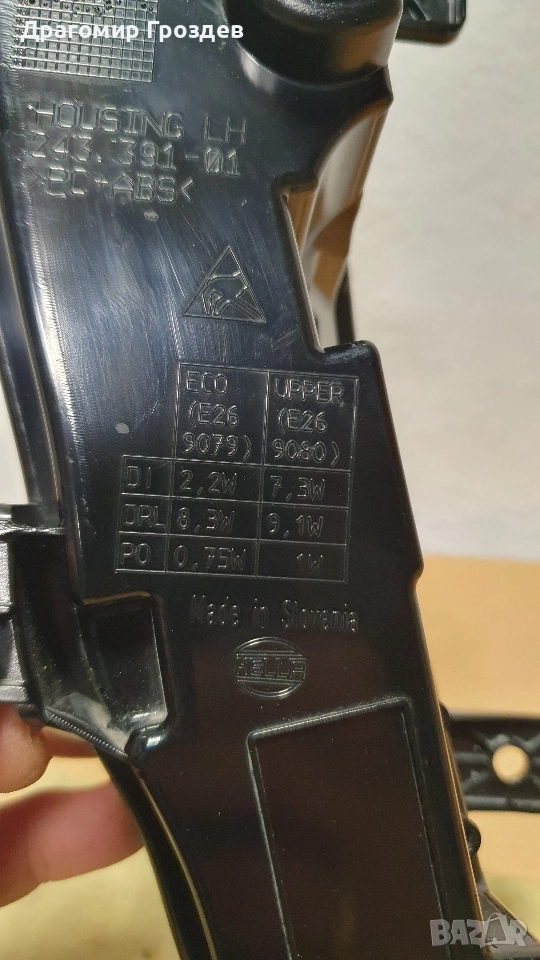 Драгомир Гроздев
HOUSING LH
243.391-01
>PC+ABS<
ECO (E26 9079) UPPER (E26 9080)
DI 2,2W 7,3W
DRL 8,3W 9,1W
PO 0,75W 1W
Made in Slovenia
HELLA
BAZAR